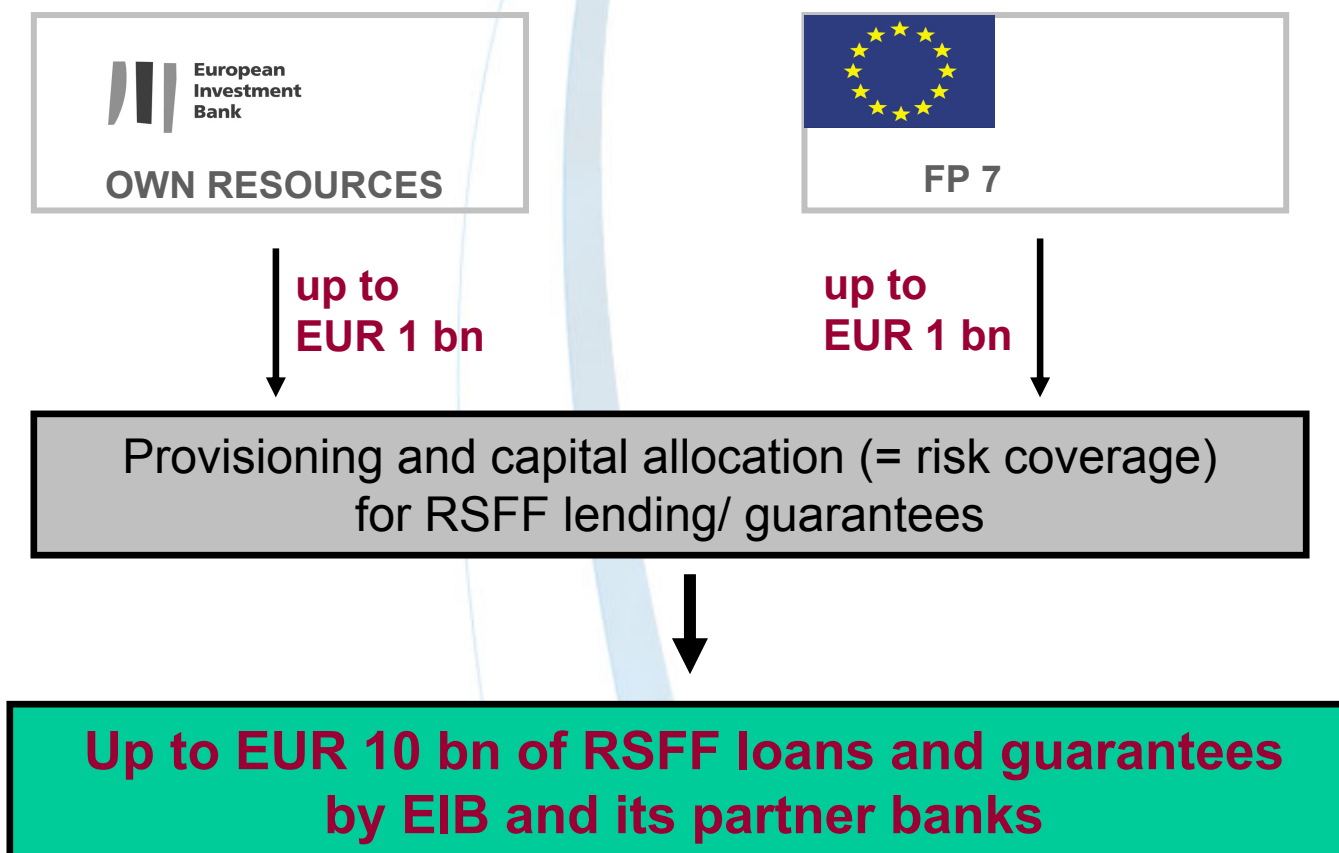 European
Investment
Bank
OWN RESOURCES
FP 7
up to
EUR 1 bn
up to
EUR 1 bn
Provisioning and capital allocation (= risk coverage)
for RSFF lending/ guarantees
Up to EUR 10 bn of RSFF loans and guarantees
by EIB and its partner banks